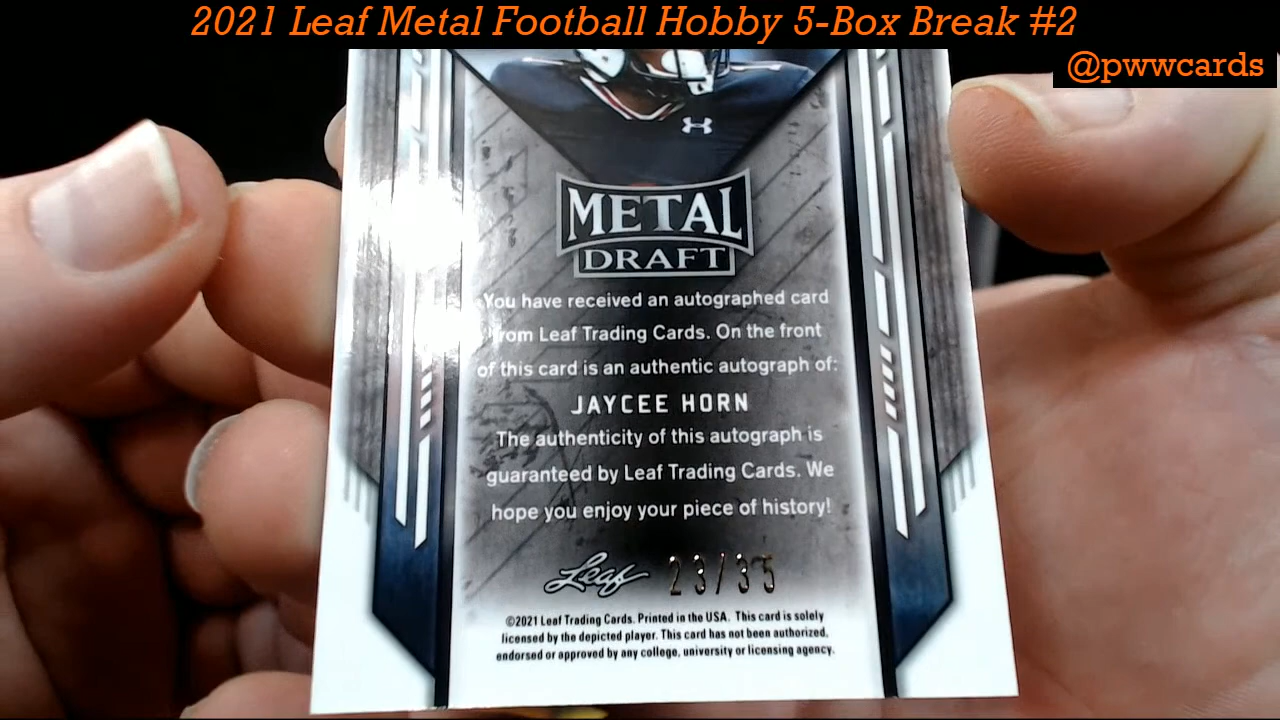 2021 Leaf Metal Football Hobby 5-Box Break #2
@pwwcards
METAL
DRAFT
You have received an autographed card
from Leaf Trading Cards. On the front
of this card is an authentic autograph of:
JAYCEE HORN
The authenticity of this autograph is
guaranteed by Leaf Trading Cards. We
hope you enjoy your piece of history!
Leaf 23/35
©2021 Leaf Trading Cards. Printed in the USA. This card is solely
licensed by the depicted player. This card has not been authorized,
endorsed or approved by any college, university or licensing agency.